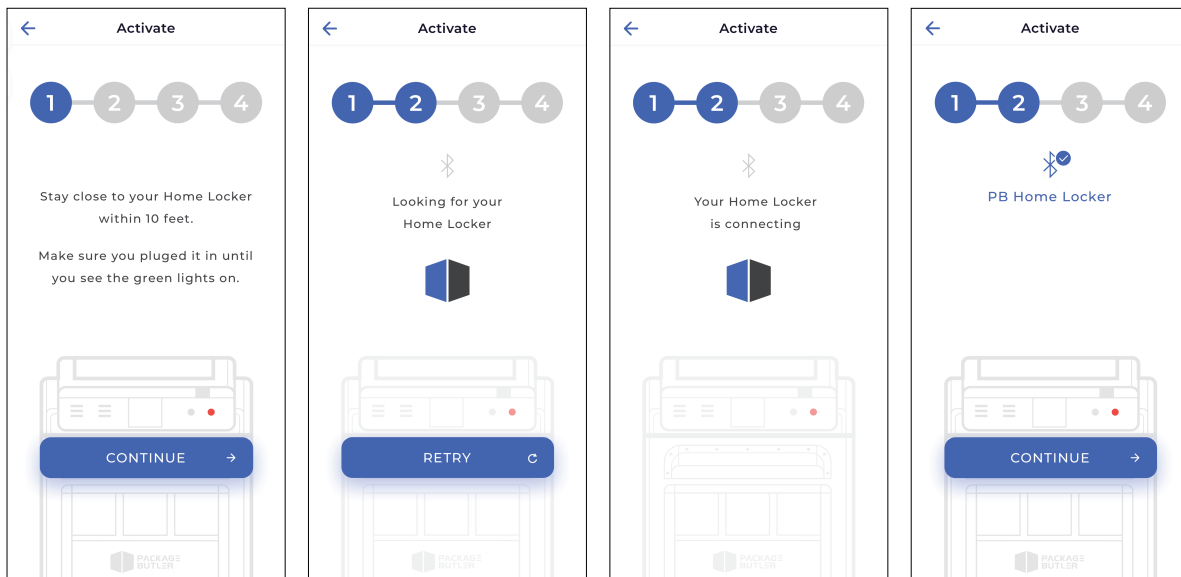 Activate
1 2 3 4
Stay close to your Home Locker
within 10 feet.
Make sure you pluged it in until
you see the green lights on.
CONTINUE
PACKAGE
BUTLER
Activate
1 2 3 4
Looking for your
Home Locker
RETRY
PACKAGE
BUTLER
Activate
1 2 3 4
Your Home Locker
is connecting
Activate
1 2 3 4
PB Home Locker
CONTINUE
PACKAGE
BUTLER